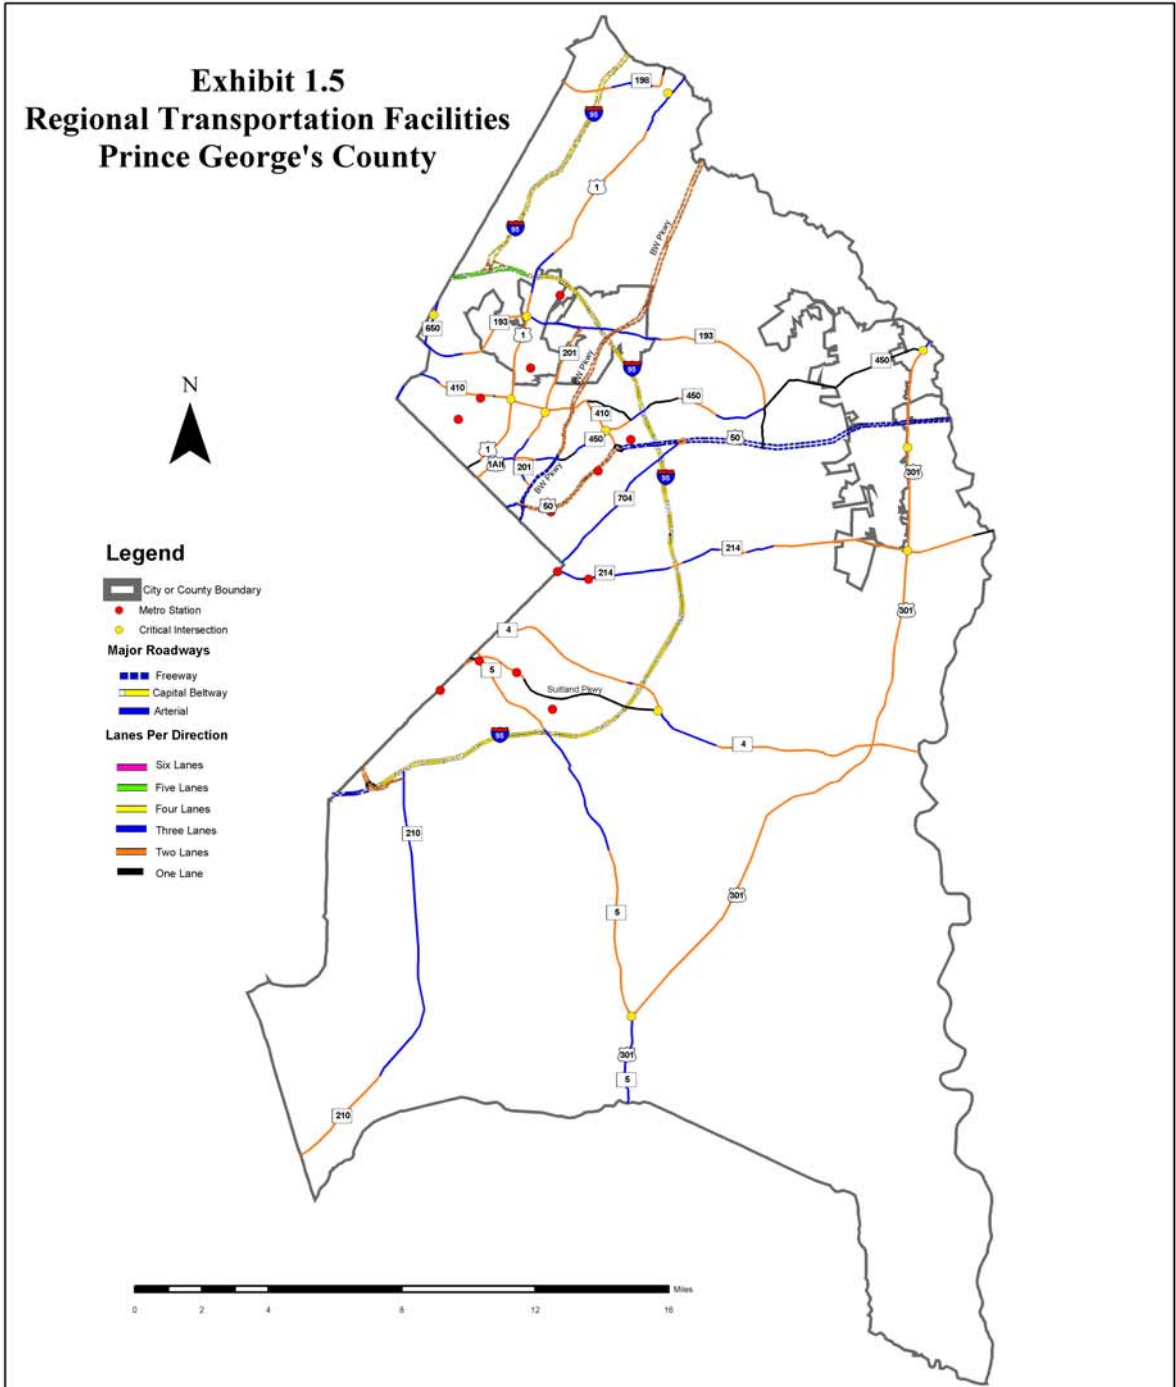 Exhibit 1.5
Regional Transportation Facilities
Prince George's County
198
95
1
BW Pkwy
95
650
193
1
201
BW Pkwy
193
95
450
410
450
410
450
50
1
1Alt
201
BW Pkwy
50
704
95
301
214
214
301
N
Legend
City or County Boundary
Metro Station
Critical Intersection
Major Roadways
Freeway
Capital Beltway
Arterial
Lanes Per Direction
Six Lanes
Five Lanes
Four Lanes
Three Lanes
Two Lanes
One Lane
4
5
Suitland Pkwy
95
4
210
301
5
301
5
210
Miles
0 2 4 8 12 16